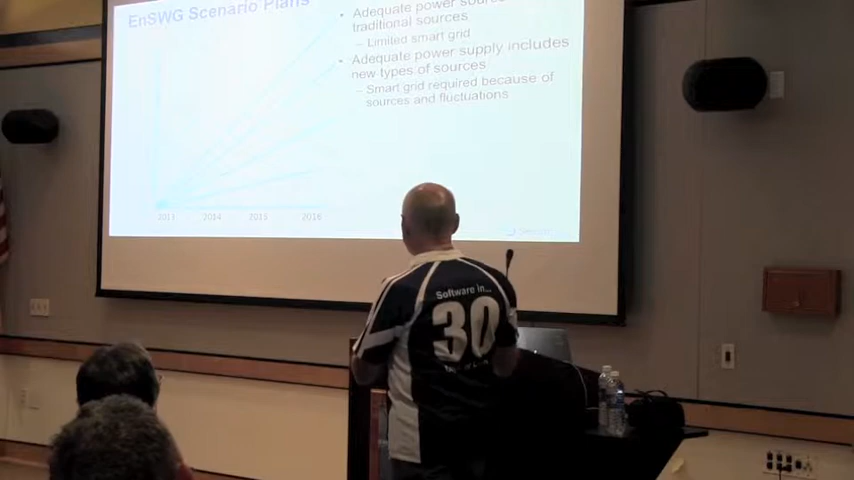 EnSWG Scenario Plans
Adequate power
traditional sources
– Limited smart grid
• Adequate power supply includes
new types of sources
– Smart grid required because of
sources and fluctuations
2013 2014 2015 2016
Software in...
30